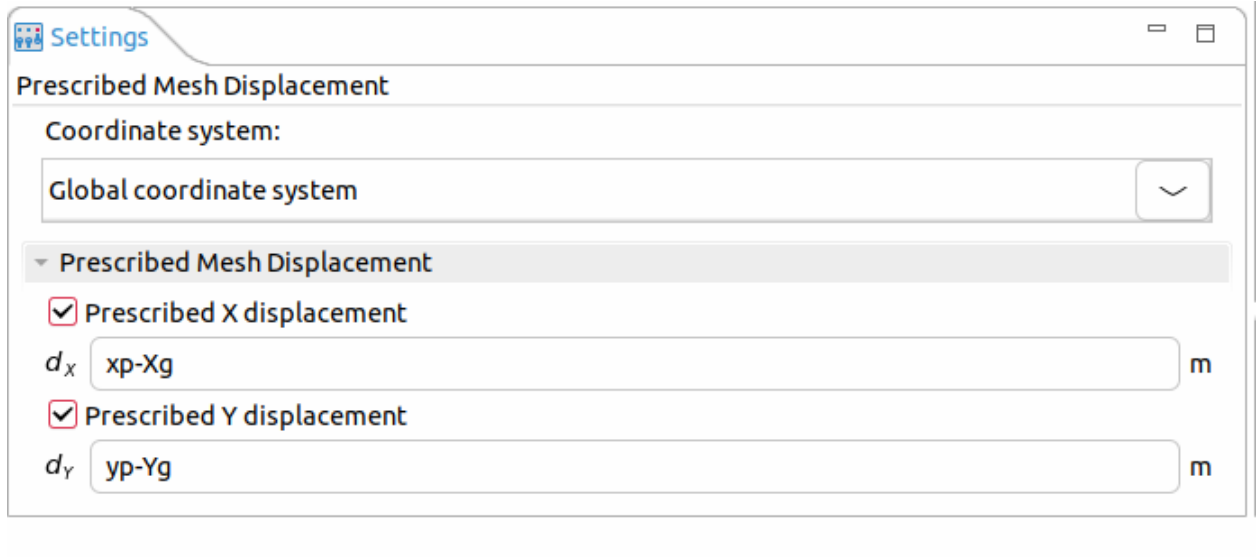 Settings
Prescribed Mesh Displacement
Coordinate system:
Global coordinate system
Prescribed Mesh Displacement
Prescribed X displacement
dX xp-Xg m
Prescribed Y displacement
dY yp-Yg m